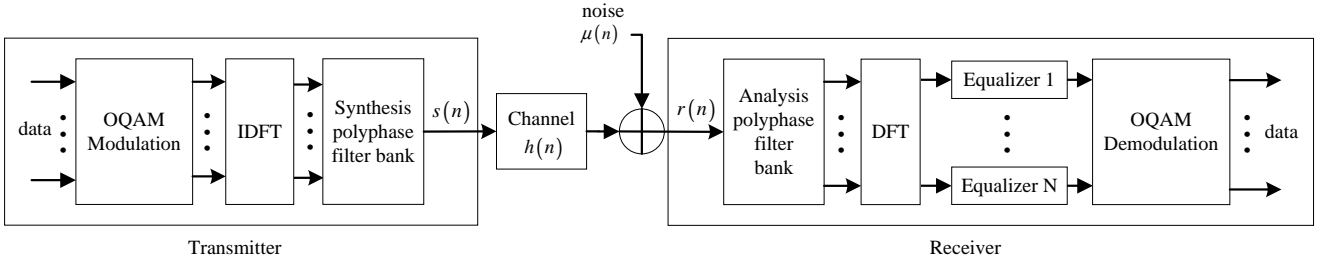 noise
μ(n)
data
OQAM
Modulation
IDFT
Synthesis
polyphase
filter bank
s(n)
Channel
h(n)
r(n)
Analysis
polyphase
filter
bank
DFT
Equalizer 1
Equalizer N
OQAM
Demodulation
data
Transmitter
Receiver